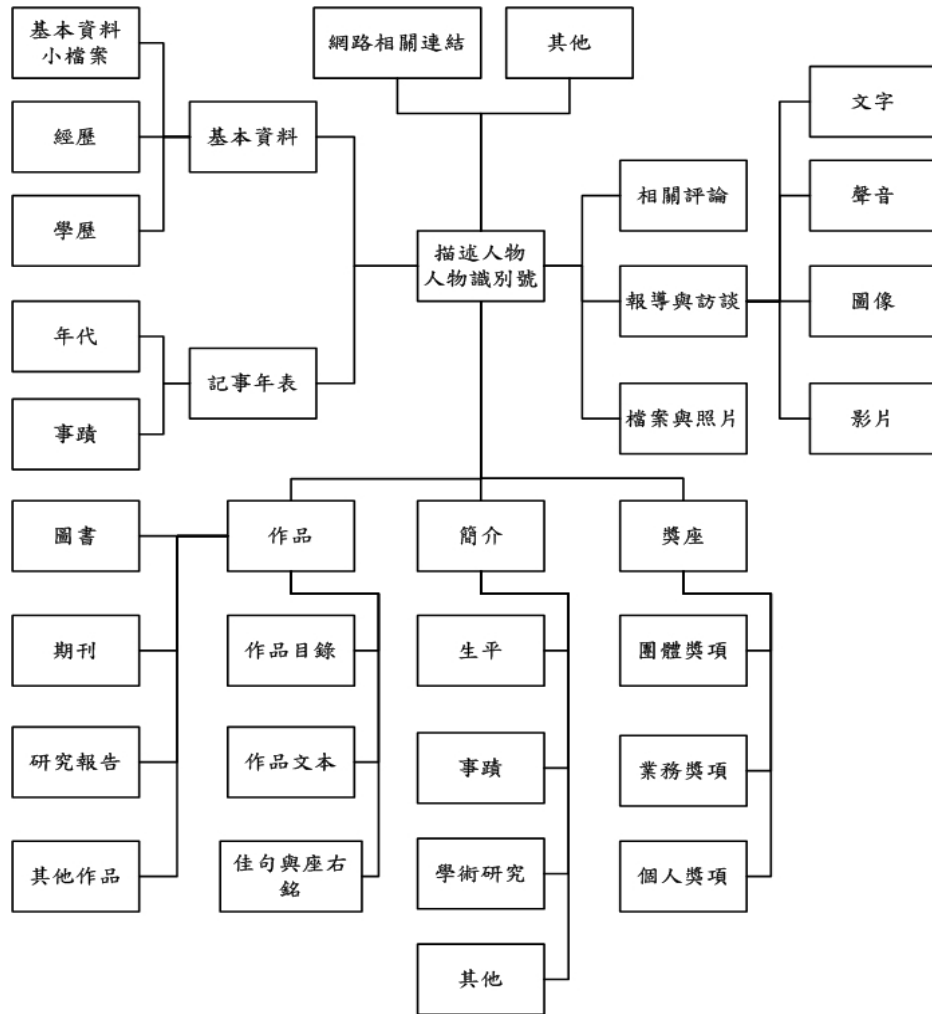 基本資料
小檔案
網路相關連結
其他
文字
經歷
基本資料
相關評論
聲音
學歷
描述人物
人物識別號
報導與訪談
圖像
年代
記事年表
檔案與照片
影片
事蹟
圖書
作品
簡介
獎座
期刊
作品目錄
生平
團體獎項
研究報告
作品文本
事蹟
業務獎項
其他作品
佳句與座右
銘
學術研究
個人獎項
其他